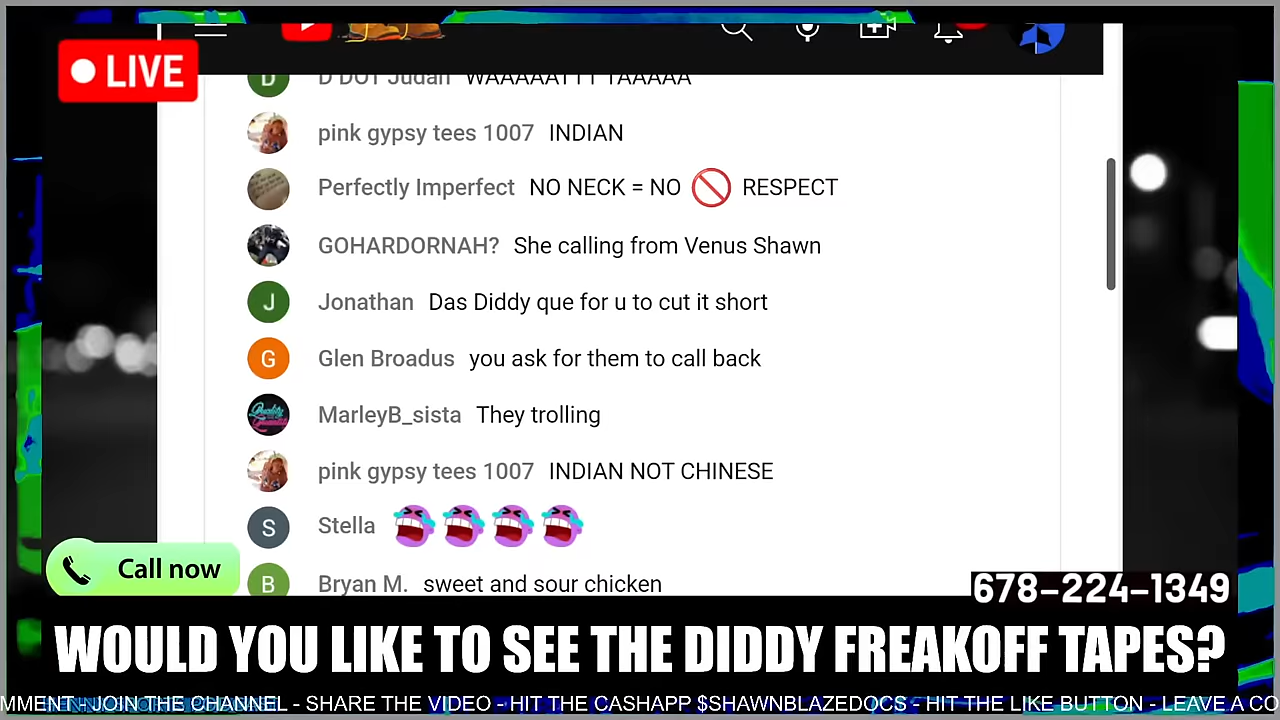 LIVE
D DOT Judah WAAAAATTT TAAAAA
pink gypsy tees 1007 INDIAN
Perfectly Imperfect NO NECK = NO 🚫 RESPECT
GOHARDORNAH? She calling from Venus Shawn
J Jonathan Das Diddy que for u to cut it short
G Glen Broadus you ask for them to call back
MarleyB_sista They trolling
pink gypsy tees 1007 INDIAN NOT CHINESE
S Stella
B Bryan M. sweet and sour chicken
Call now
678-224-1349
WOULD YOU LIKE TO SEE THE DIDDY FREAKOFF TAPES?
MMENT - JOIN THE CHANNEL - SHARE THE VIDEO - HIT THE CASHAPP $SHAWNBLAZEDOCS - HIT THE LIKE BUTTON - LEAVE A CO